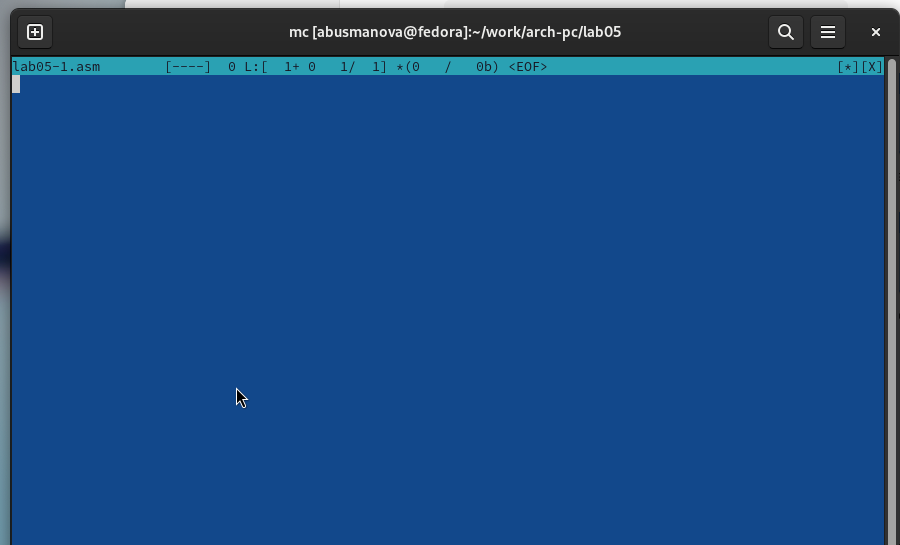 mc [abusmanova@fedora]:~/work/arch-pc/lab05
lab05-1.asm        [----]  0 L:[  1+ 0   1/  1] *(0   /   0b) <EOF>                                    [*][X]